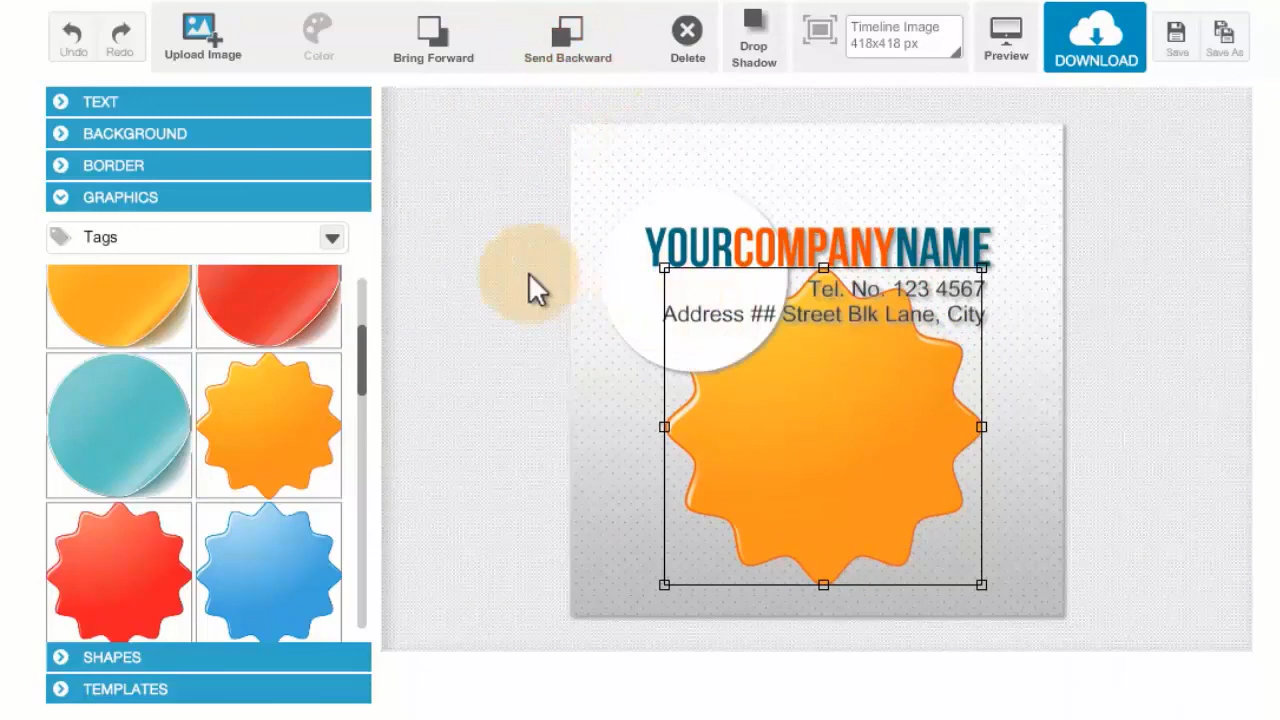 Undo
Redo
Upload Image
Color
Bring Forward
Send Backward
Delete
Drop
Shadow
Timeline Image
418x418 px
Preview
DOWNLOAD
Save
Save As
TEXT
BACKGROUND
BORDER
GRAPHICS
Tags
SHAPES
TEMPLATES
YOURCOMPANYNAME
Tel. No. 123 4567
Address ## Street Blk Lane, City